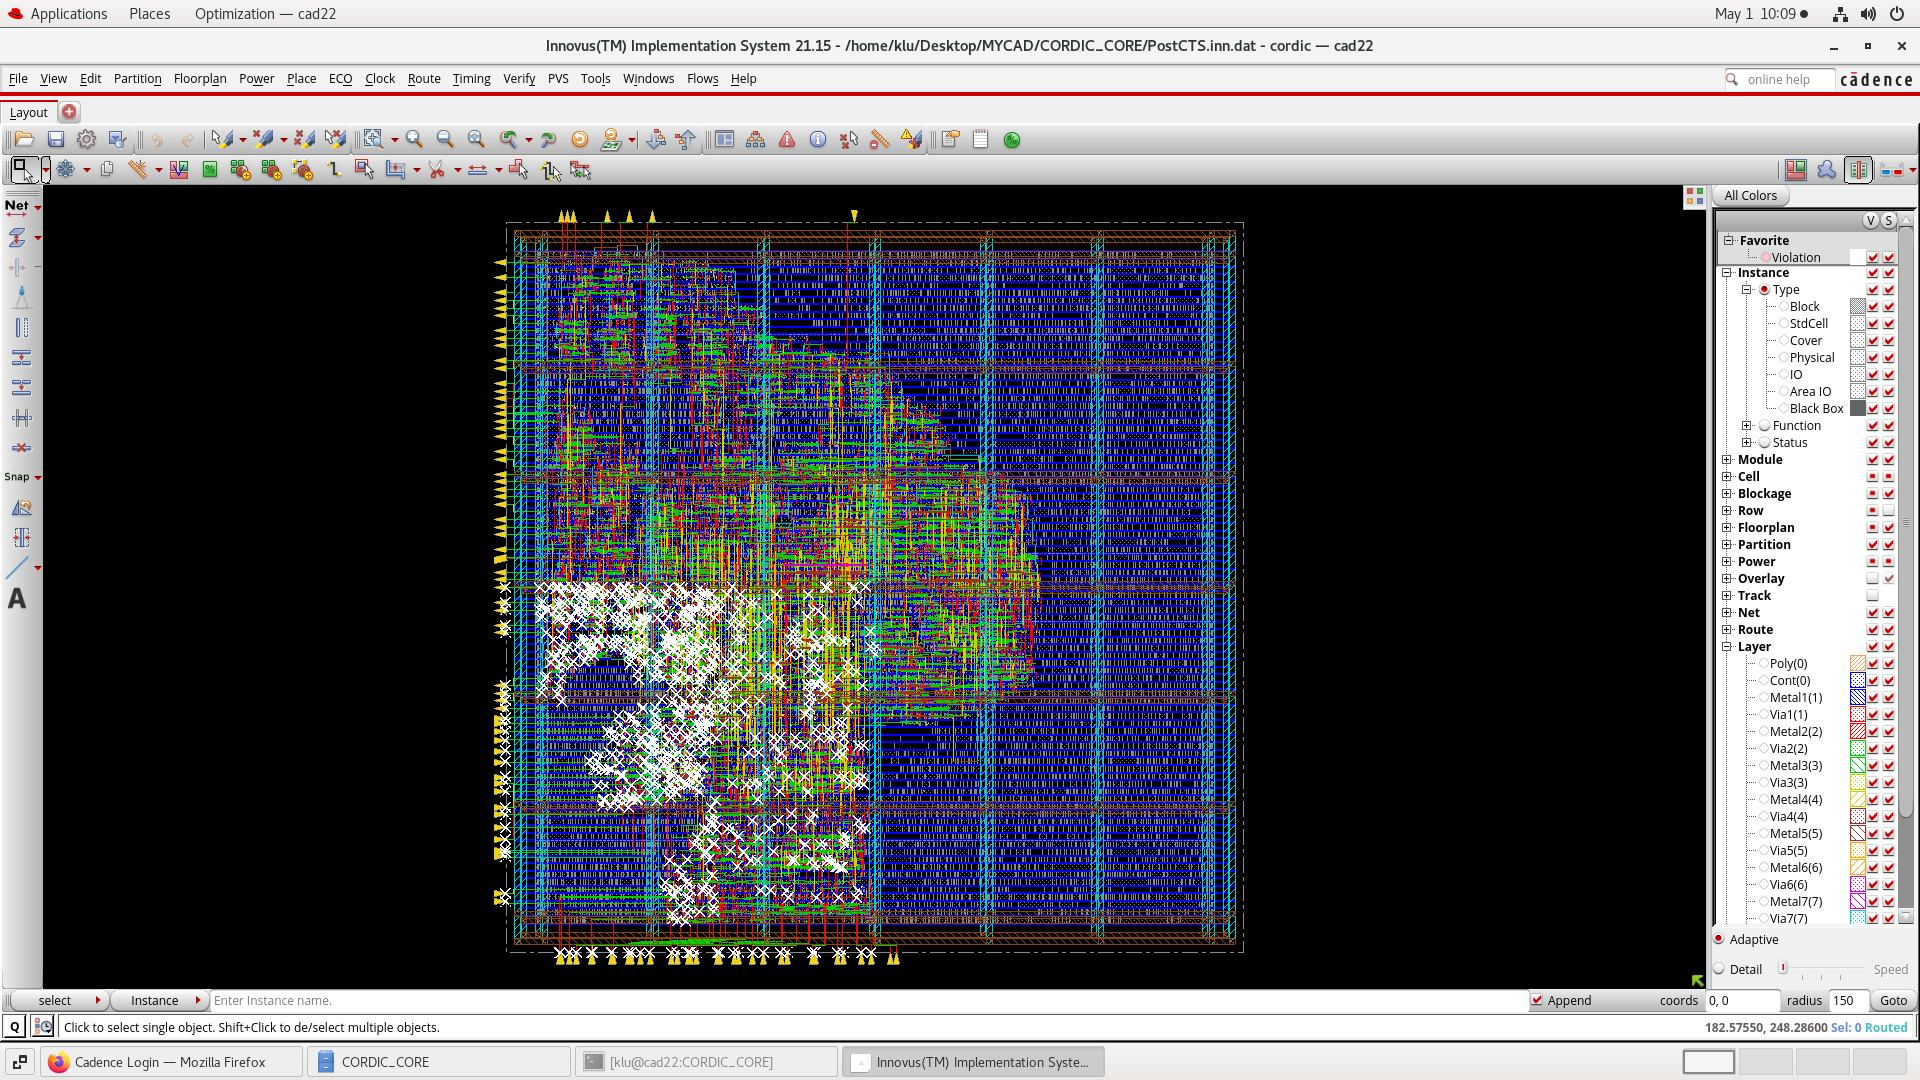 Applications Places Optimization — cad22 May 1 10:09
Innovus(TM) Implementation System 21.15 - /home/klu/Desktop/MYCAD/CORDIC_CORE/PostCTS.inn.dat - cordic — cad22
File View Edit Partition Floorplan Power Place ECO Clock Route Timing Verify PVS Tools Windows Flows Help online help cādence
Layout
Net
Snap
A
All Colors
V S
Favorite
Violation
Instance
Type
Block
StdCell
Cover
Physical
IO
Area IO
Black Box
Function
Status
Module
Cell
Blockage
Row
Floorplan
Partition
Power
Overlay
Track
Net
Route
Layer
Poly(0)
Cont(0)
Metal1(1)
Via1(1)
Metal2(2)
Via2(2)
Metal3(3)
Via3(3)
Metal4(4)
Via4(4)
Metal5(5)
Via5(5)
Metal6(6)
Via6(6)
Metal7(7)
Via7(7)
Adaptive
Detail Speed
select Instance Enter Instance name. Append coords 0, 0 radius 150 Goto
Q Click to select single object. Shift+Click to de/select multiple objects. 182.57550, 248.28600 Sel: 0 Routed
Cadence Login — Mozilla Firefox CORDIC_CORE [klu@cad22:CORDIC_CORE] Innovus(TM) Implementation Syste...